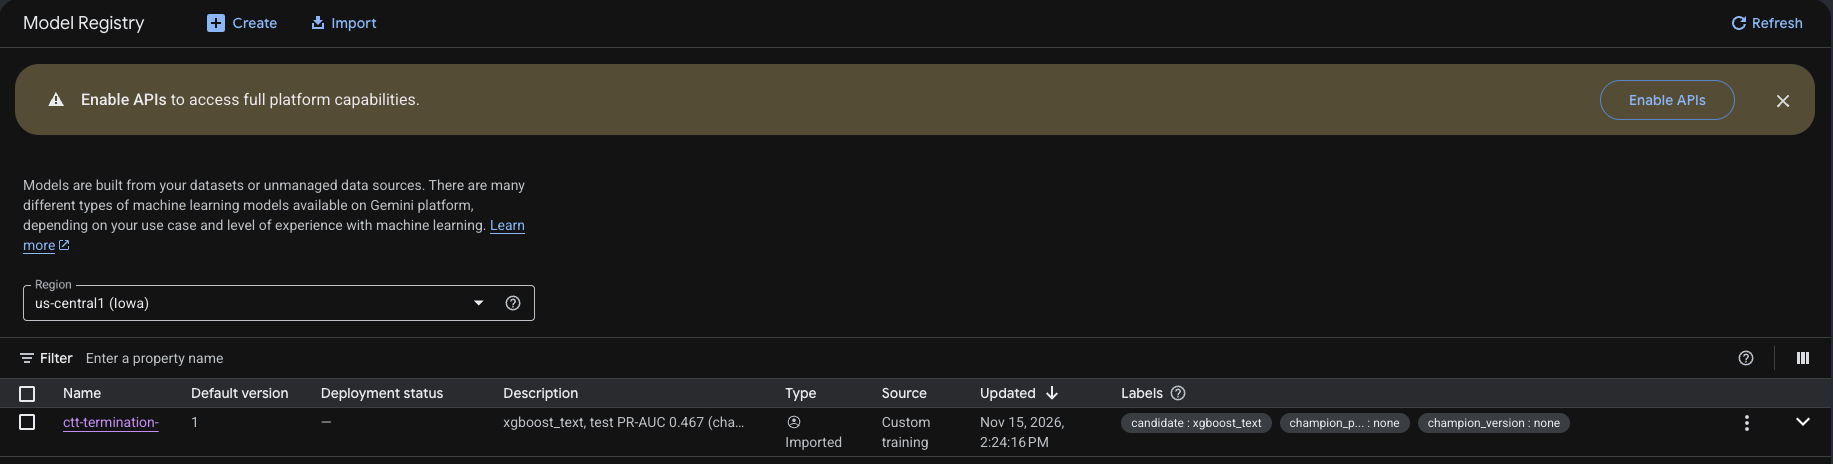 Model Registry
Create
Import
Refresh
Enable APIs to access full platform capabilities.
Enable APIs
Models are built from your datasets or unmanaged data sources. There are many
different types of machine learning models available on Gemini platform,
depending on your use case and level of experience with machine learning. Learn
more
Region
us-central1 (Iowa)
Filter Enter a property name
Name Default version Deployment status Description Type Source Updated Labels
ctt-termination- 1 – xgboost_text, test PR-AUC 0.467 (cha... Custom Nov 15, 2026, candidate : xgboost_text champion_p... : none champion_version : none
Imported training 2:24:16 PM